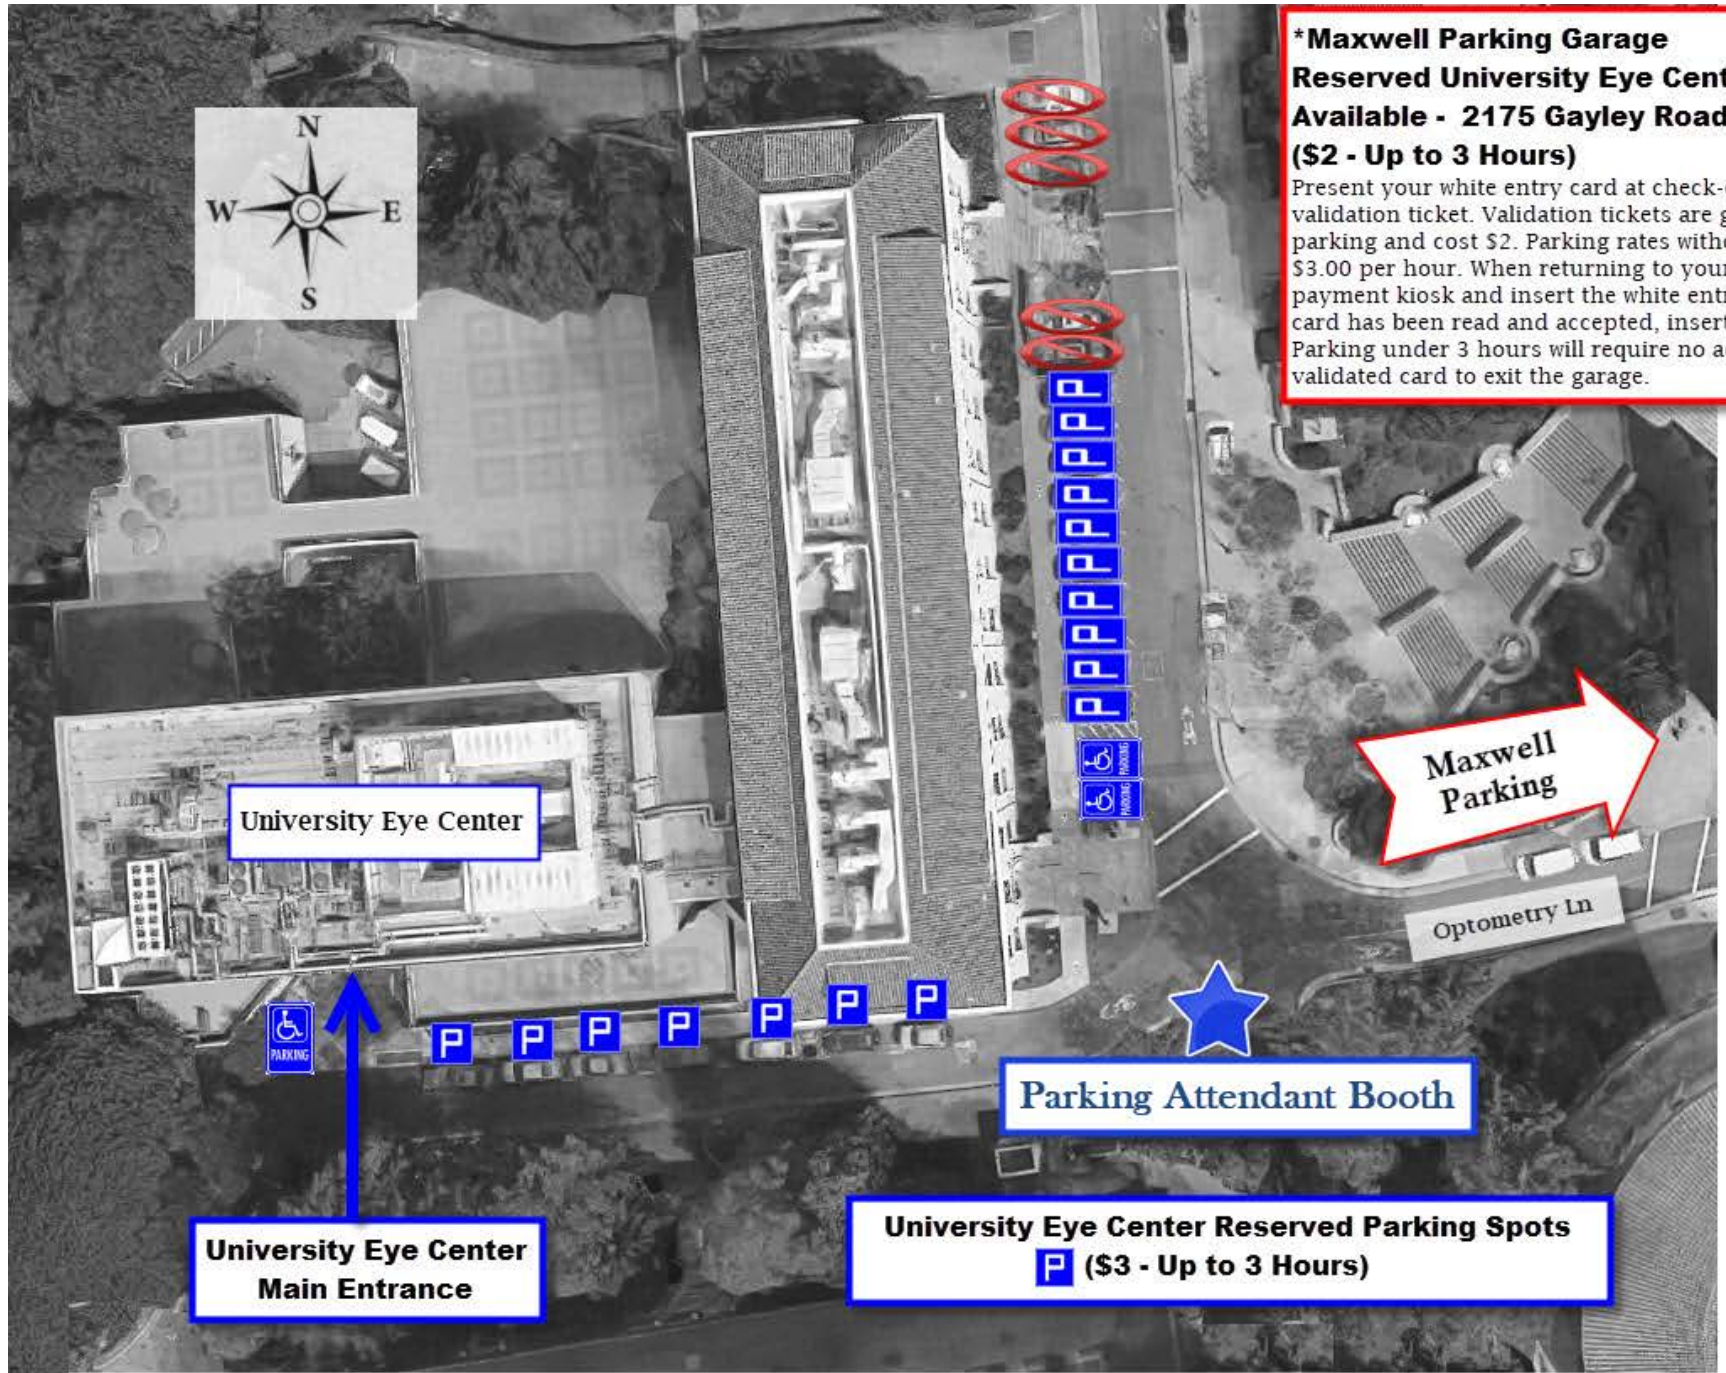 *Maxwell Parking Garage
Reserved University Eye Cent
Available - 2175 Gayley Road
($2 - Up to 3 Hours)
Present your white entry card at check-
validation ticket. Validation tickets are g
parking and cost $2. Parking rates witho
$3.00 per hour. When returning to your
payment kiosk and insert the white entr
card has been read and accepted, insert
Parking under 3 hours will require no a
validated card to exit the garage.
N
W E
S
P
P
P
P
P
P
P
P
P
P
PARKING
PARKING
Maxwell
Parking
University Eye Center
Optometry Ln
PARKING
P P P P P P P
Parking Attendant Booth
University Eye Center
Main Entrance
University Eye Center Reserved Parking Spots
P ($3 - Up to 3 Hours)